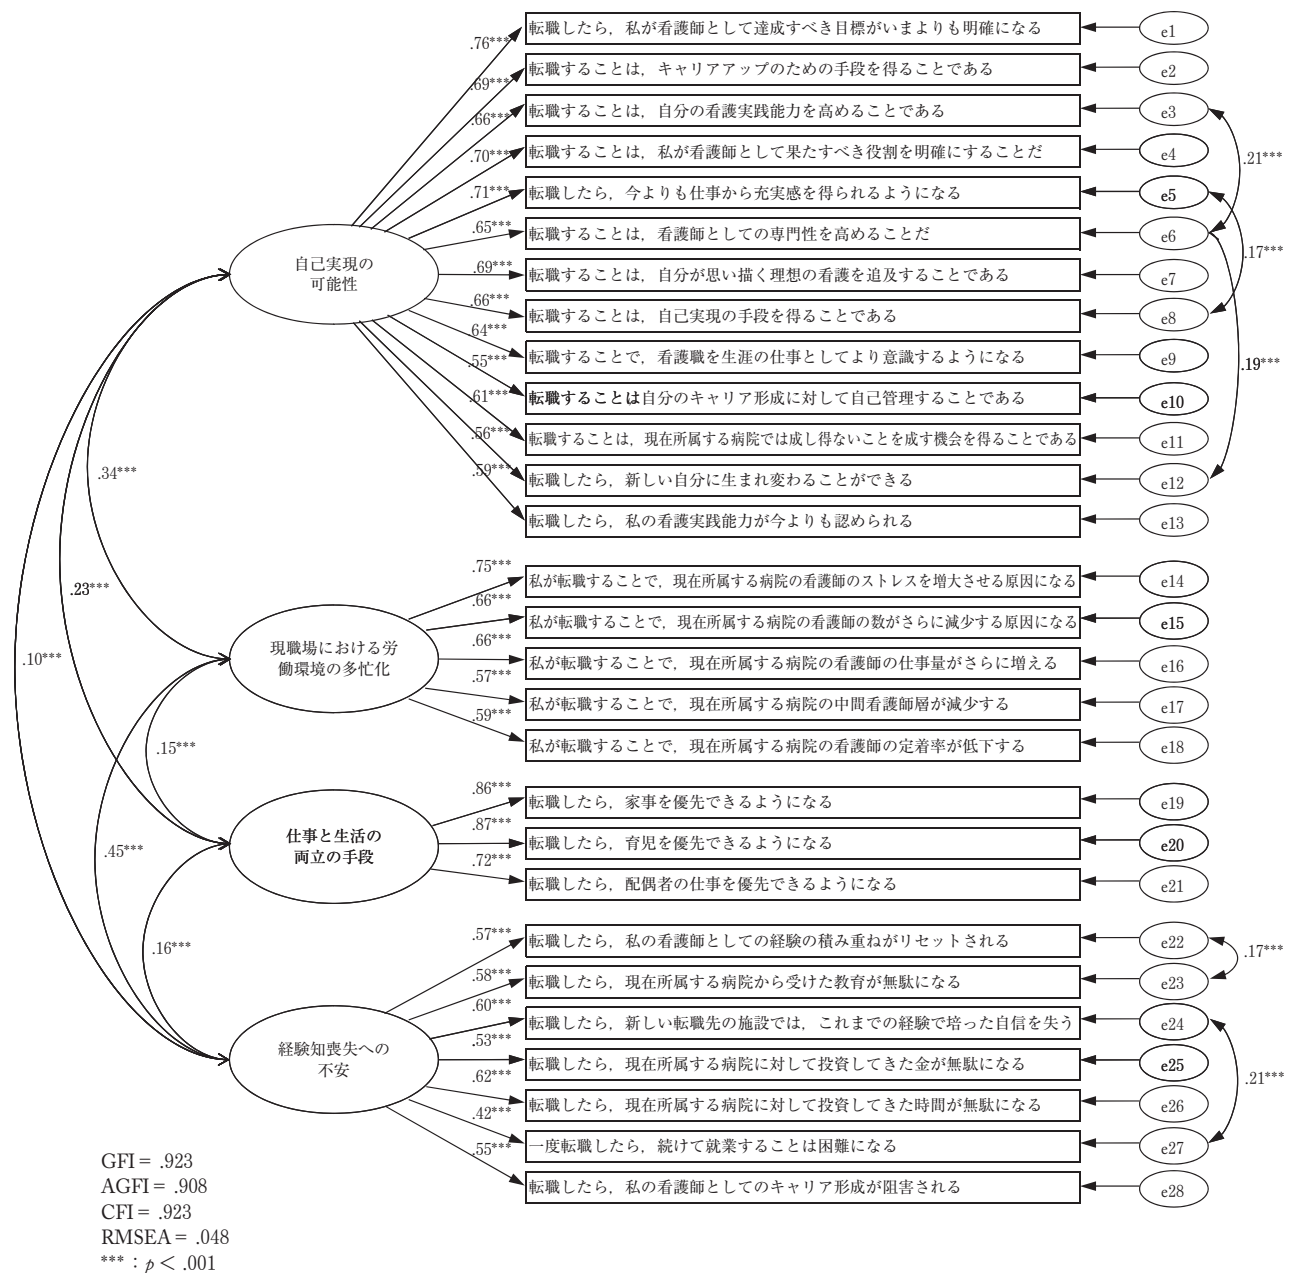 .76***
転職したら，私が看護師として達成すべき目標がいまよりも明確になる
e1
.69***
転職することは，キャリアアップのための手段を得ることである
e2
.66***
転職することは，自分の看護実践能力を高めることである
e3
.70***
転職することは，私が看護師として果たすべき役割を明確にすることだ
e4
.21***
.71***
転職したら，今よりも仕事から充実感を得られるようになる
e5
.65***
転職することは，看護師としての専門性を高めることだ
e6
.17***
自己実現の
可能性
.69***
転職することは，自分が思い描く理想の看護を追及することである
e7
.66***
転職することは，自己実現の手段を得ることである
e8
.64***
転職することで，看護職を生涯の仕事としてより意識するようになる
e9
.19***
.55***
転職することは自分のキャリア形成に対して自己管理することである
e10
.61***
転職することは，現在所属する病院では成し得ないことを成す機会を得ることである
e11
.56***
転職したら，新しい自分に生まれ変わることができる
e12
.59***
転職したら，私の看護実践能力が今よりも認められる
e13
.34***
.23***
.10***
.75***
私が転職することで，現在所属する病院の看護師のストレスを増大させる原因になる
e14
.66***
私が転職することで，現在所属する病院の看護師の数がさらに減少する原因になる
e15
現職場における労
働環境の多忙化
.66***
私が転職することで，現在所属する病院の看護師の仕事量がさらに増える
e16
.57***
私が転職することで，現在所属する病院の中間看護師層が減少する
e17
.59***
私が転職することで，現在所属する病院の看護師の定着率が低下する
e18
.15***
.86***
転職したら，家事を優先できるようになる
e19
仕事と生活の
両立の手段
.87***
転職したら，育児を優先できるようになる
e20
.72***
転職したら，配偶者の仕事を優先できるようになる
e21
.45***
.16***
.57***
転職したら，私の看護師としての経験の積み重ねがリセットされる
e22
.17***
.58***
転職したら，現在所属する病院から受けた教育が無駄になる
e23
.60***
転職したら，新しい転職先の施設では，これまでの経験で培った自信を失う
e24
経験知喪失への
不安
.53***
転職したら，現在所属する病院に対して投資してきた金が無駄になる
e25
.21***
.62***
転職したら，現在所属する病院に対して投資してきた時間が無駄になる
e26
.42***
一度転職したら，続けて就業することは困難になる
e27
.55***
転職したら，私の看護師としてのキャリア形成が阻害される
e28
GFI = .923
AGFI = .908
CFI = .923
RMSEA = .048
*** : p < .001